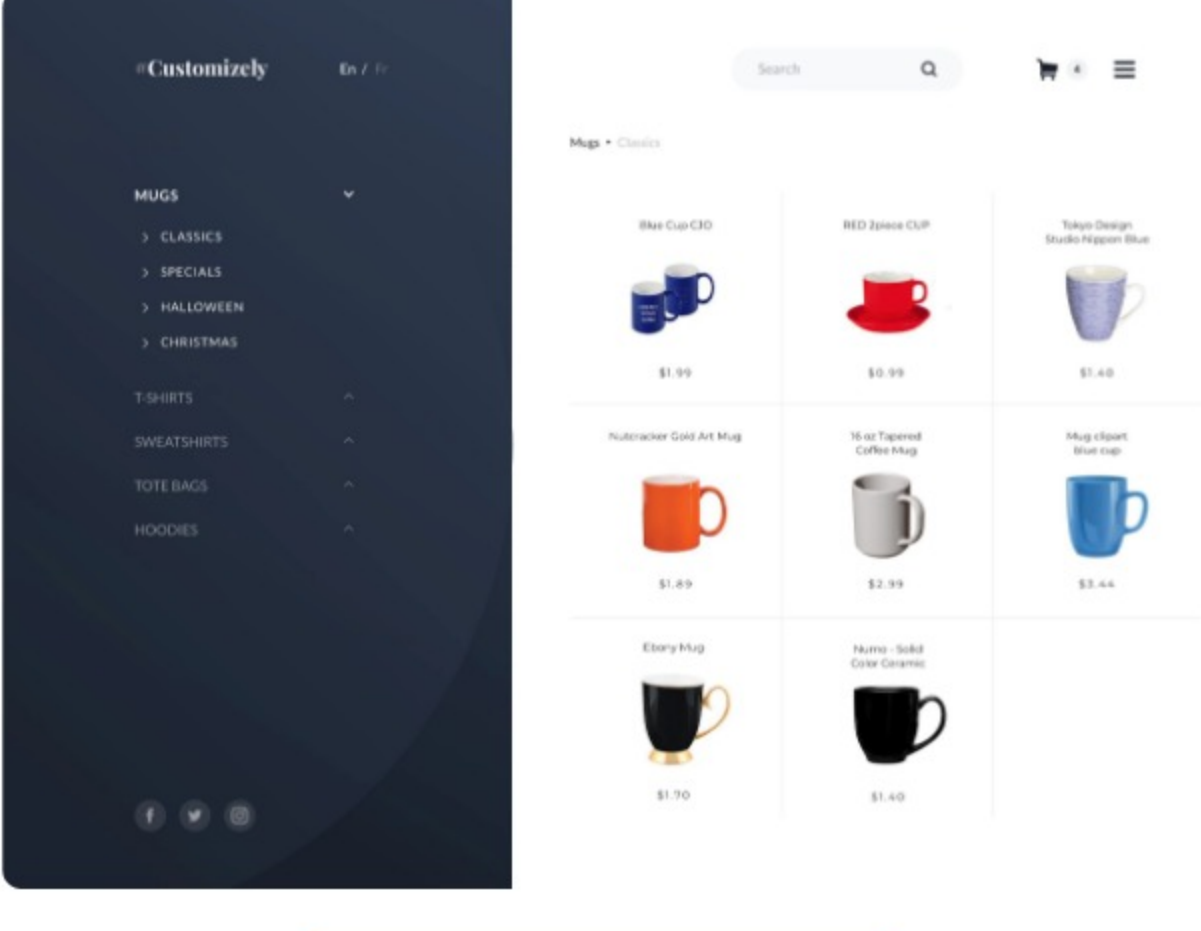 #Customizely
En / Fr
Search
4
Mugs • Classics
MUGS
CLASSICS
SPECIALS
HALLOWEEN
CHRISTMAS
T-SHIRTS
SWEATSHIRTS
TOTE BAGS
HOODIES
Blue Cup CJO
RED 2piece CUP
Tokyo Design
Studio Nippon Blue
$1.99
$0.99
$1.48
Nutcracker Gold Art Mug
16 oz Tapered
Coffee Mug
Mug clipart
blue cup
$1.89
$2.99
$3.44
Ebony Mug
Numo - Solid
Color Ceramic
$1.70
$1.40